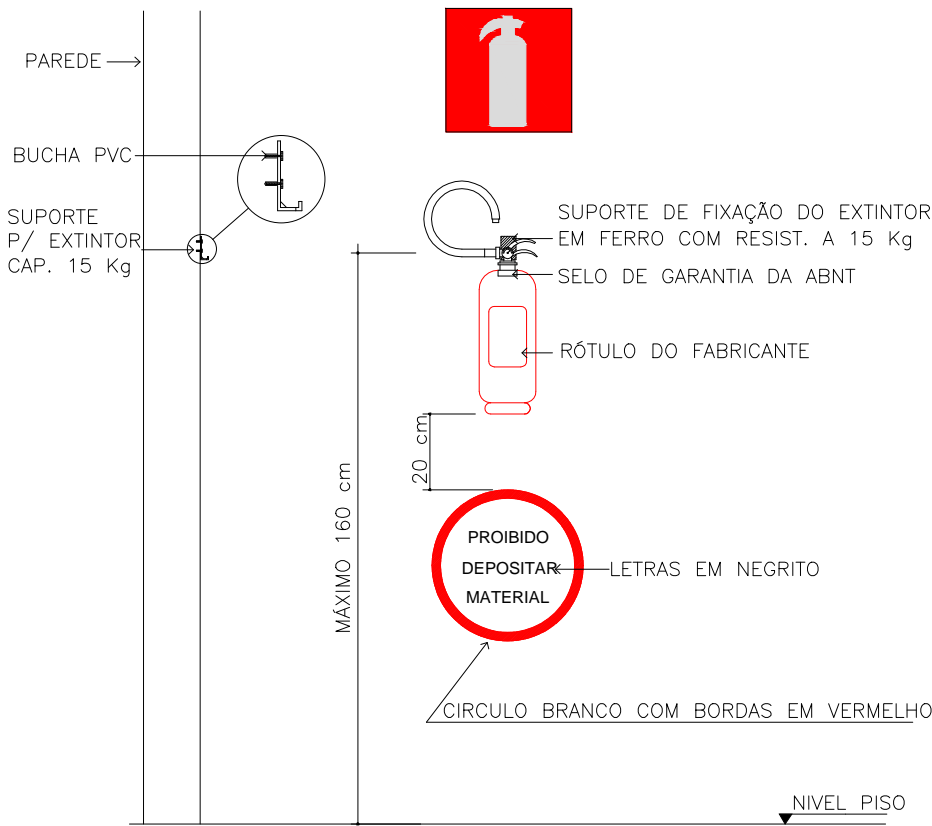 PAREDE
BUCHA PVC
SUPORTE
P/ EXTINTOR
CAP. 15 Kg
SUPORTE DE FIXAÇÃO DO EXTINTOR
EM FERRO COM RESIST. A 15 Kg
SELO DE GARANTIA DA ABNT
RÓTULO DO FABRICANTE
20 cm
MÁXIMO 160 cm
PROIBIDO
DEPOSITAR
MATERIAL
LETRAS EM NEGRITO
CIRCULO BRANCO COM BORDAS EM VERMELHO
NIVEL PISO